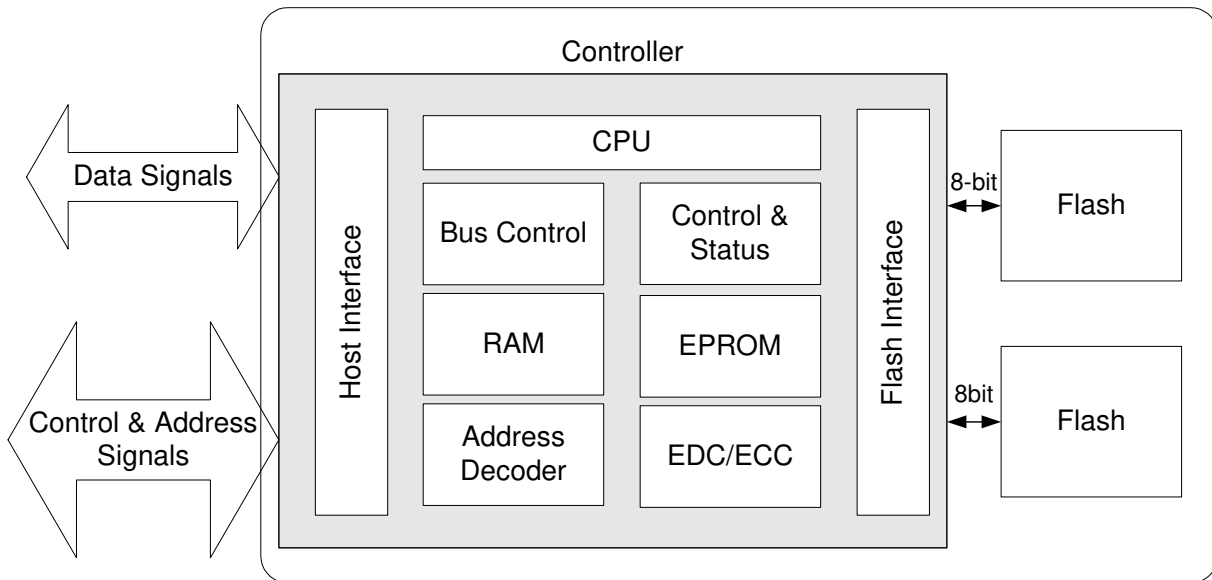 Controller
Data Signals
Control & Address
Signals
Host Interface
CPU
Bus Control
Control &
Status
RAM
EPROM
Address
Decoder
EDC/ECC
Flash Interface
8-bit
Flash
8bit
Flash